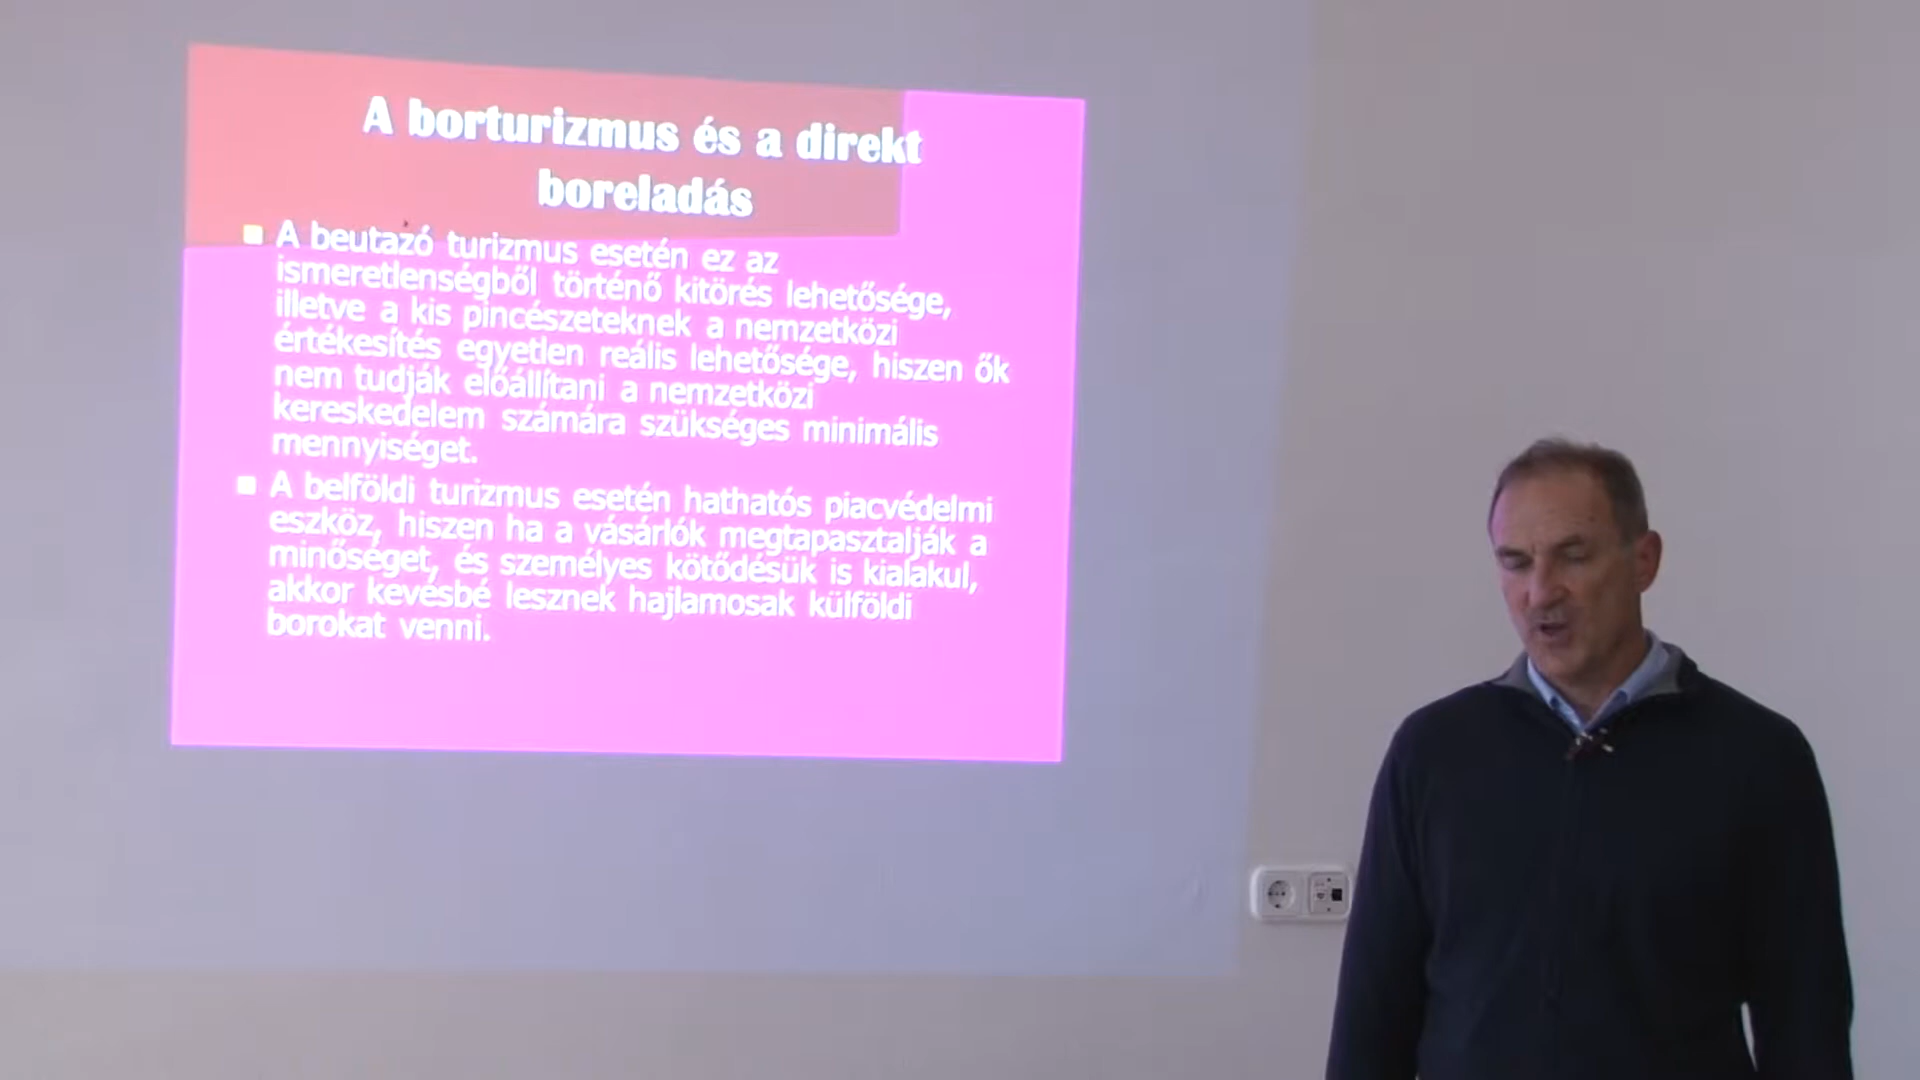 A borturizmus és a direkt
boreladás
A beutazó turizmus esetén ez az
ismeretlenségből történő kitörés lehetősége,
illetve a kis pincészeteknek a nemzetközi
értékesítés egyetlen reális lehetősége, hiszen ők
nem tudják előállítani a nemzetközi
kereskedelem számára szükséges minimális
mennyiséget.
A belföldi turizmus esetén hathatós piacvédelmi
eszköz, hiszen ha a vásárlók megtapasztalják a
minőséget, és személyes kötődésük is kialakul,
akkor kevésbé lesznek hajlamosak külföldi
borokat venni.